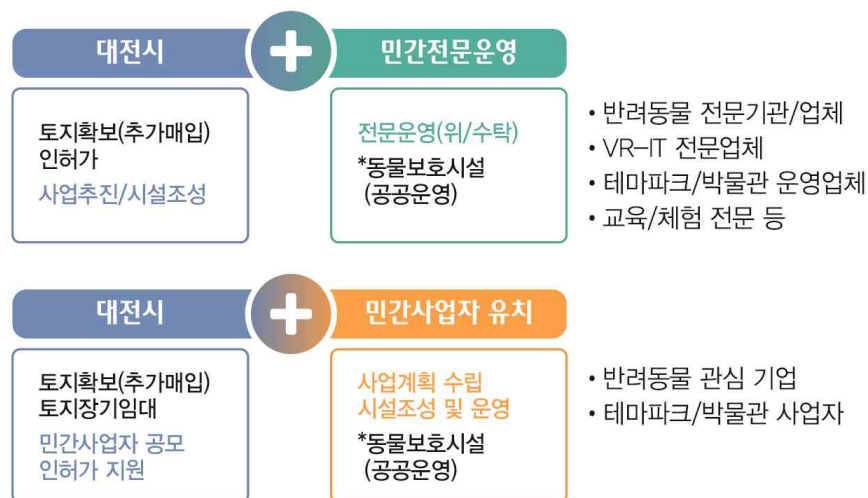 대전시
민간전문운영
토지확보(추가매입)
인허가
사업추진/시설조성
전문운영(위/수탁)
*동물보호시설
(공공운영)
• 반려동물 전문기관/업체
• VR-IT 전문업체
• 테마파크/박물관 운영업체
• 교육/체험 전문 등
대전시
민간사업자 유치
토지확보(추가매입)
토지장기임대
민간사업자 공모
인허가 지원
사업계획 수립
시설조성 및 운영
*동물보호시설
(공공운영)
• 반려동물 관심 기업
• 테마파크/박물관 사업자